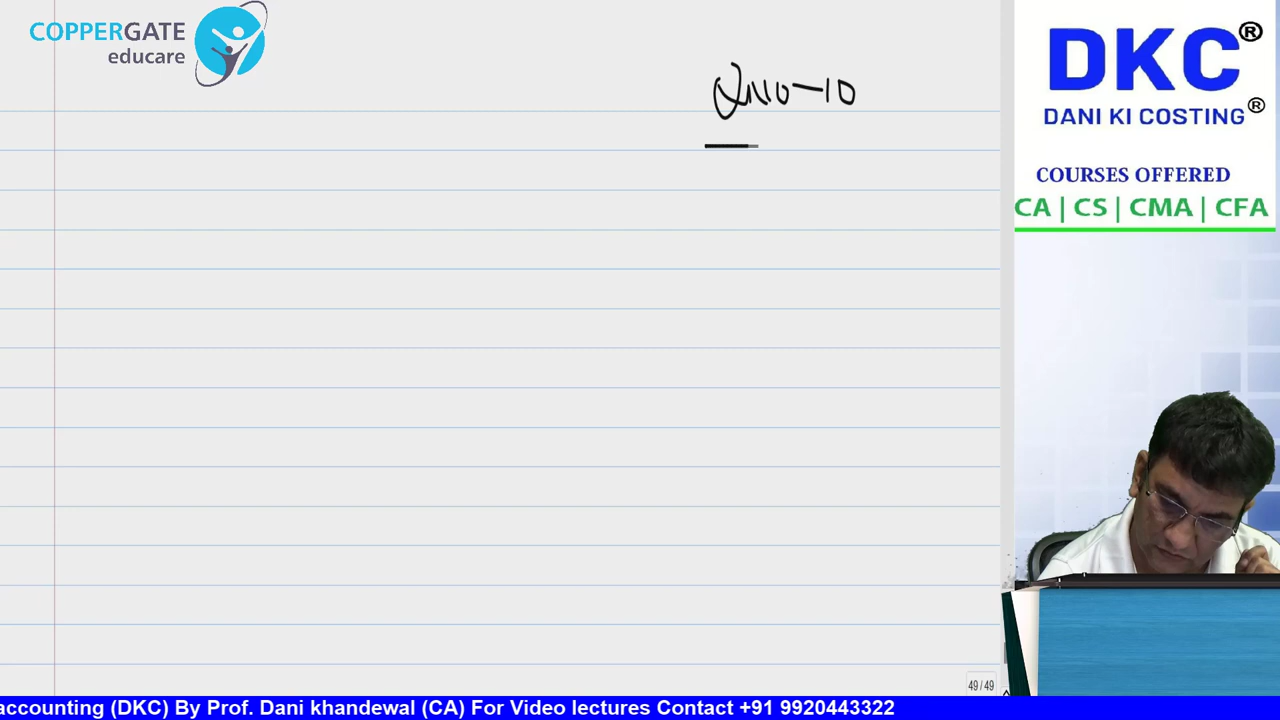 COPPERGATE
educare
Q No-10
DKC®
DANI KI COSTING®
COURSES OFFERED
CA | CS | CMA | CFA
49 / 49
accounting (DKC) By Prof. Dani khandewal (CA) For Video lectures Contact +91 9920443322